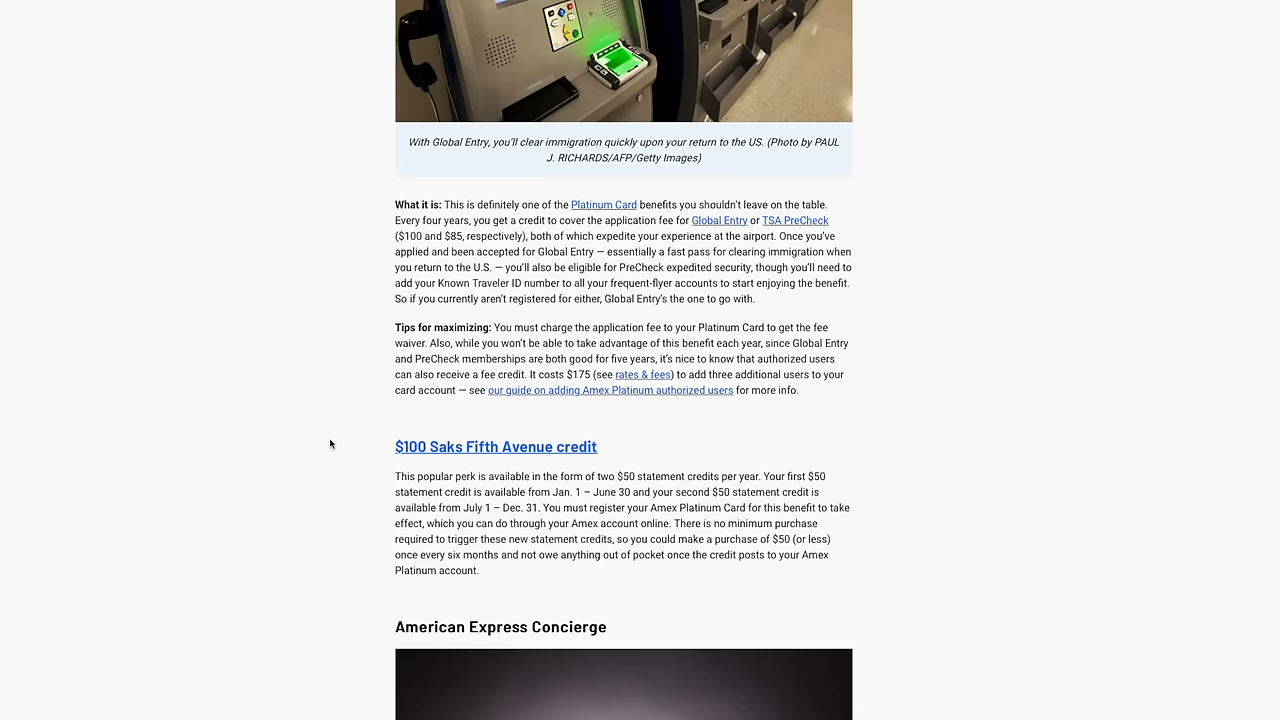 With Global Entry, you'll clear immigration quickly upon your return to the US. (Photo by PAUL
J. RICHARDS/AFP/Getty Images)
What it is: This is definitely one of the Platinum Card benefits you shouldn't leave on the table.
Every four years, you get a credit to cover the application fee for Global Entry or TSA PreCheck
($100 and $85, respectively), both of which expedite your experience at the airport. Once you've
applied and been accepted for Global Entry — essentially a fast pass for clearing immigration when
you return to the U.S. — you'll also be eligible for PreCheck expedited security, though you'll need to
add your Known Traveler ID number to all your frequent-flyer accounts to start enjoying the benefit.
So if you currently aren't registered for either, Global Entry's the one to go with.
Tips for maximizing: You must charge the application fee to your Platinum Card to get the fee
waiver. Also, while you won't be able to take advantage of this benefit each year, since Global Entry
and PreCheck memberships are both good for five years, it's nice to know that authorized users
can also receive a fee credit. It costs $175 (see rates & fees) to add three additional users to your
card account — see our guide on adding Amex Platinum authorized users for more info.
$100 Saks Fifth Avenue credit
This popular perk is available in the form of two $50 statement credits per year. Your first $50
statement credit is available from Jan. 1 – June 30 and your second $50 statement credit is
available from July 1 – Dec. 31. You must register your Amex Platinum Card for this benefit to take
effect, which you can do through your Amex account online. There is no minimum purchase
required to trigger these new statement credits, so you could make a purchase of $50 (or less)
once every six months and not owe anything out of pocket once the credit posts to your Amex
Platinum account.
American Express Concierge